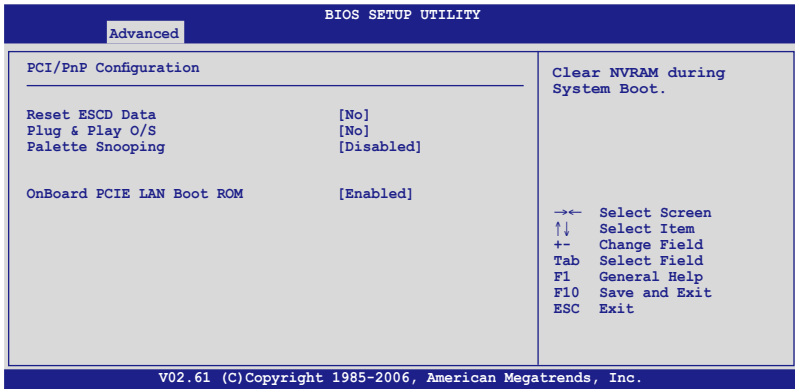 BIOS SETUP UTILITY
Advanced
PCI/PnP Configuration
Reset ESCD Data [No]
Plug & Play O/S [No]
Palette Snooping [Disabled]
OnBoard PCIE LAN Boot ROM [Enabled]
Clear NVRAM during
System Boot.
→← Select Screen
↑↓ Select Item
+- Change Field
Tab Select Field
F1 General Help
F10 Save and Exit
ESC Exit
V02.61 (C)Copyright 1985-2006, American Megatrends, Inc.